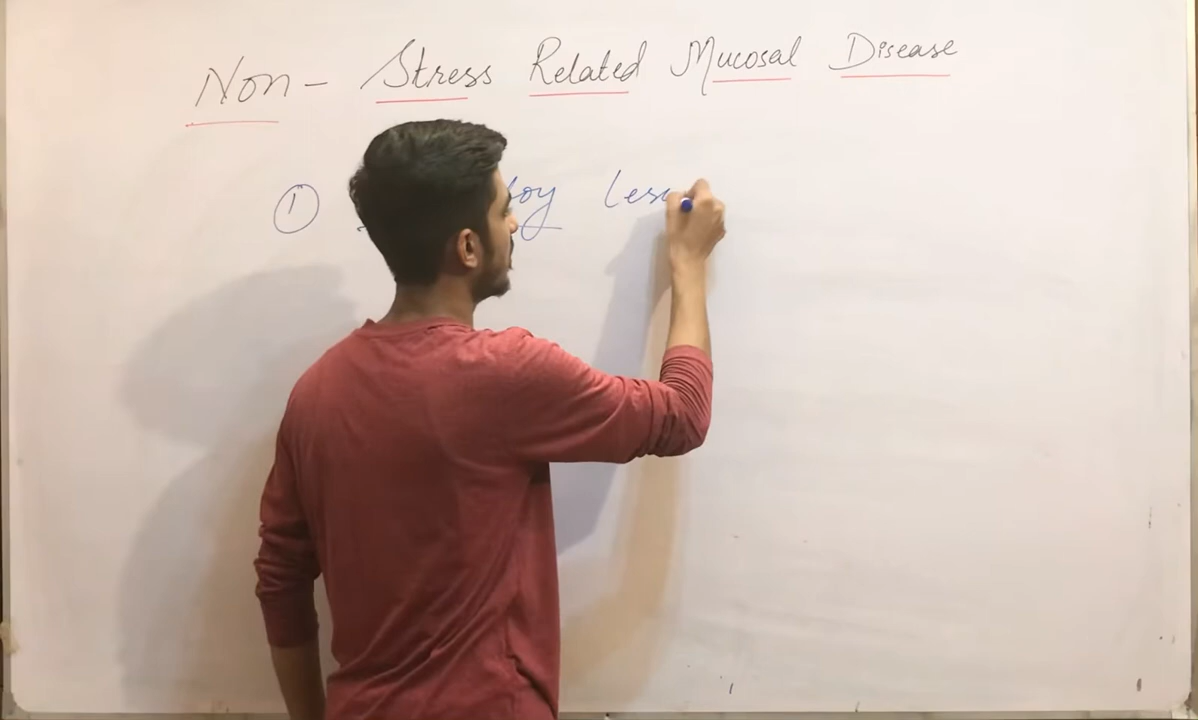 Non- Stress Related Mucosal Disease
①